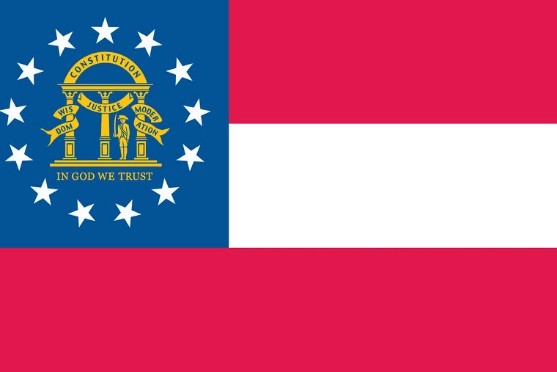 CONSTITUTION
WIS JUSTICE MODER
DOM ATION
IN GOD WE TRUST